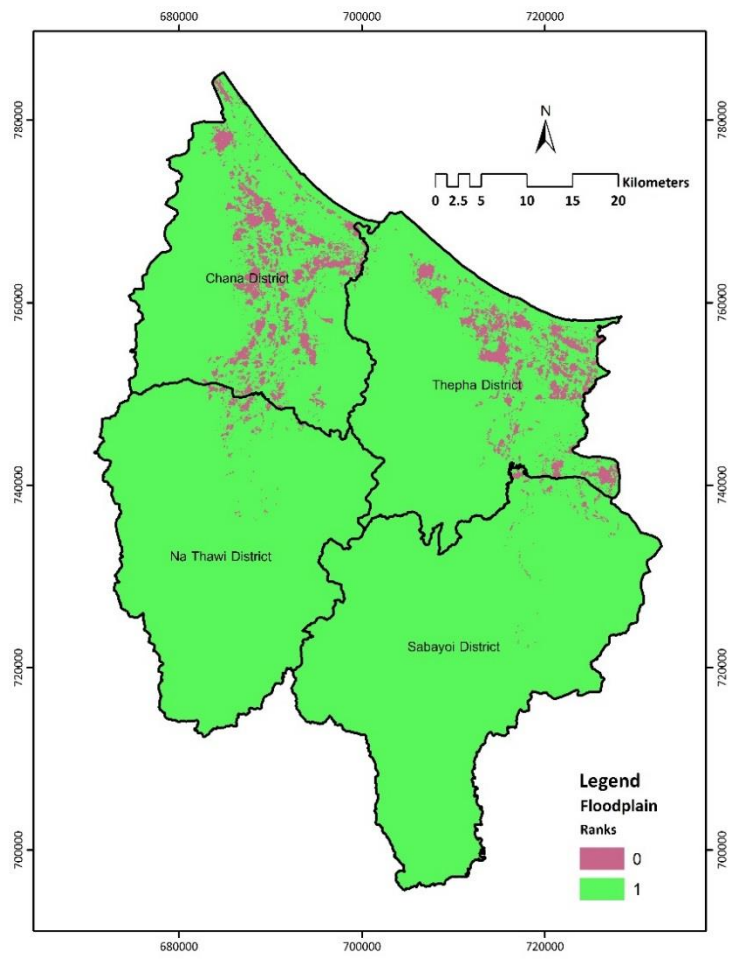 680000 700000 720000
780000 780000
N
Kilometers
0 2.5 5 10 15 20
Chana District
760000 760000
Thepha District
740000 740000
Na Thawi District
Sabayoi District
720000 720000
Legend
Floodplain
Ranks
0
700000 700000
1
680000 700000 720000